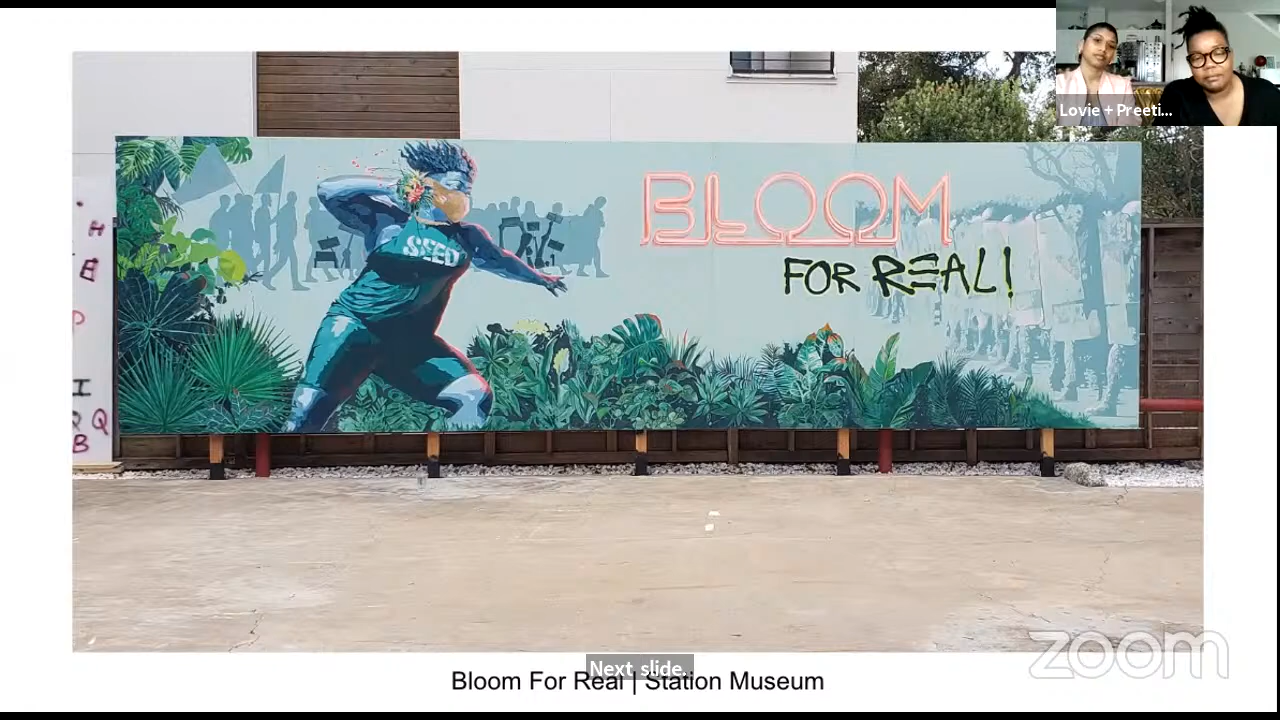 Lovie + Preeti...
BLOOM
FOR REAL!
SEED
H
E
P
I
R Q
B
zoom
Next slide.
Bloom For Real | Station Museum